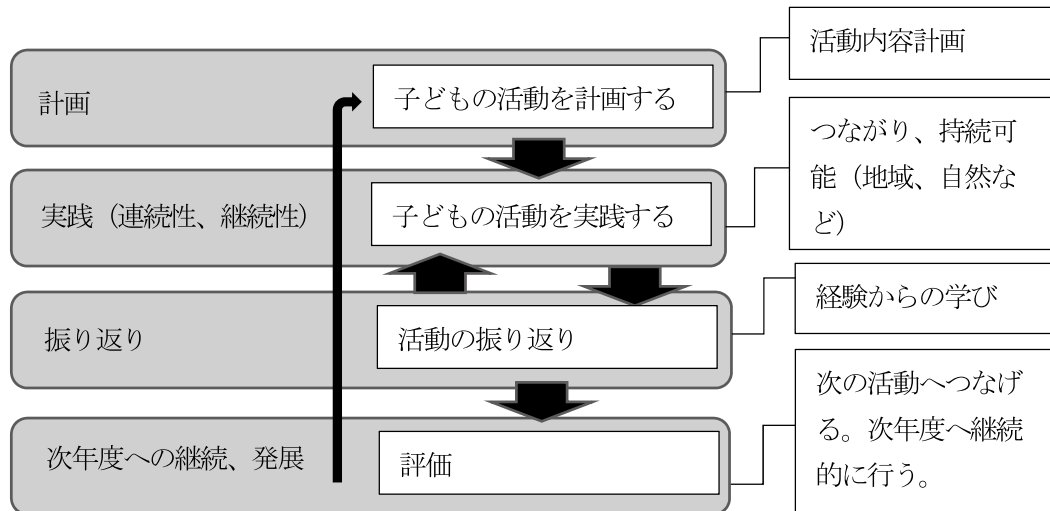 計画
子どもの活動を計画する
活動内容計画
実践（連続性、継続性）
子どもの活動を実践する
つながり、持続可
能（地域、自然な
ど）
振り返り
活動の振り返り
経験からの学び
次年度への継続、発展
評価
次の活動へつなげ
る。次年度へ継続
的に行う。